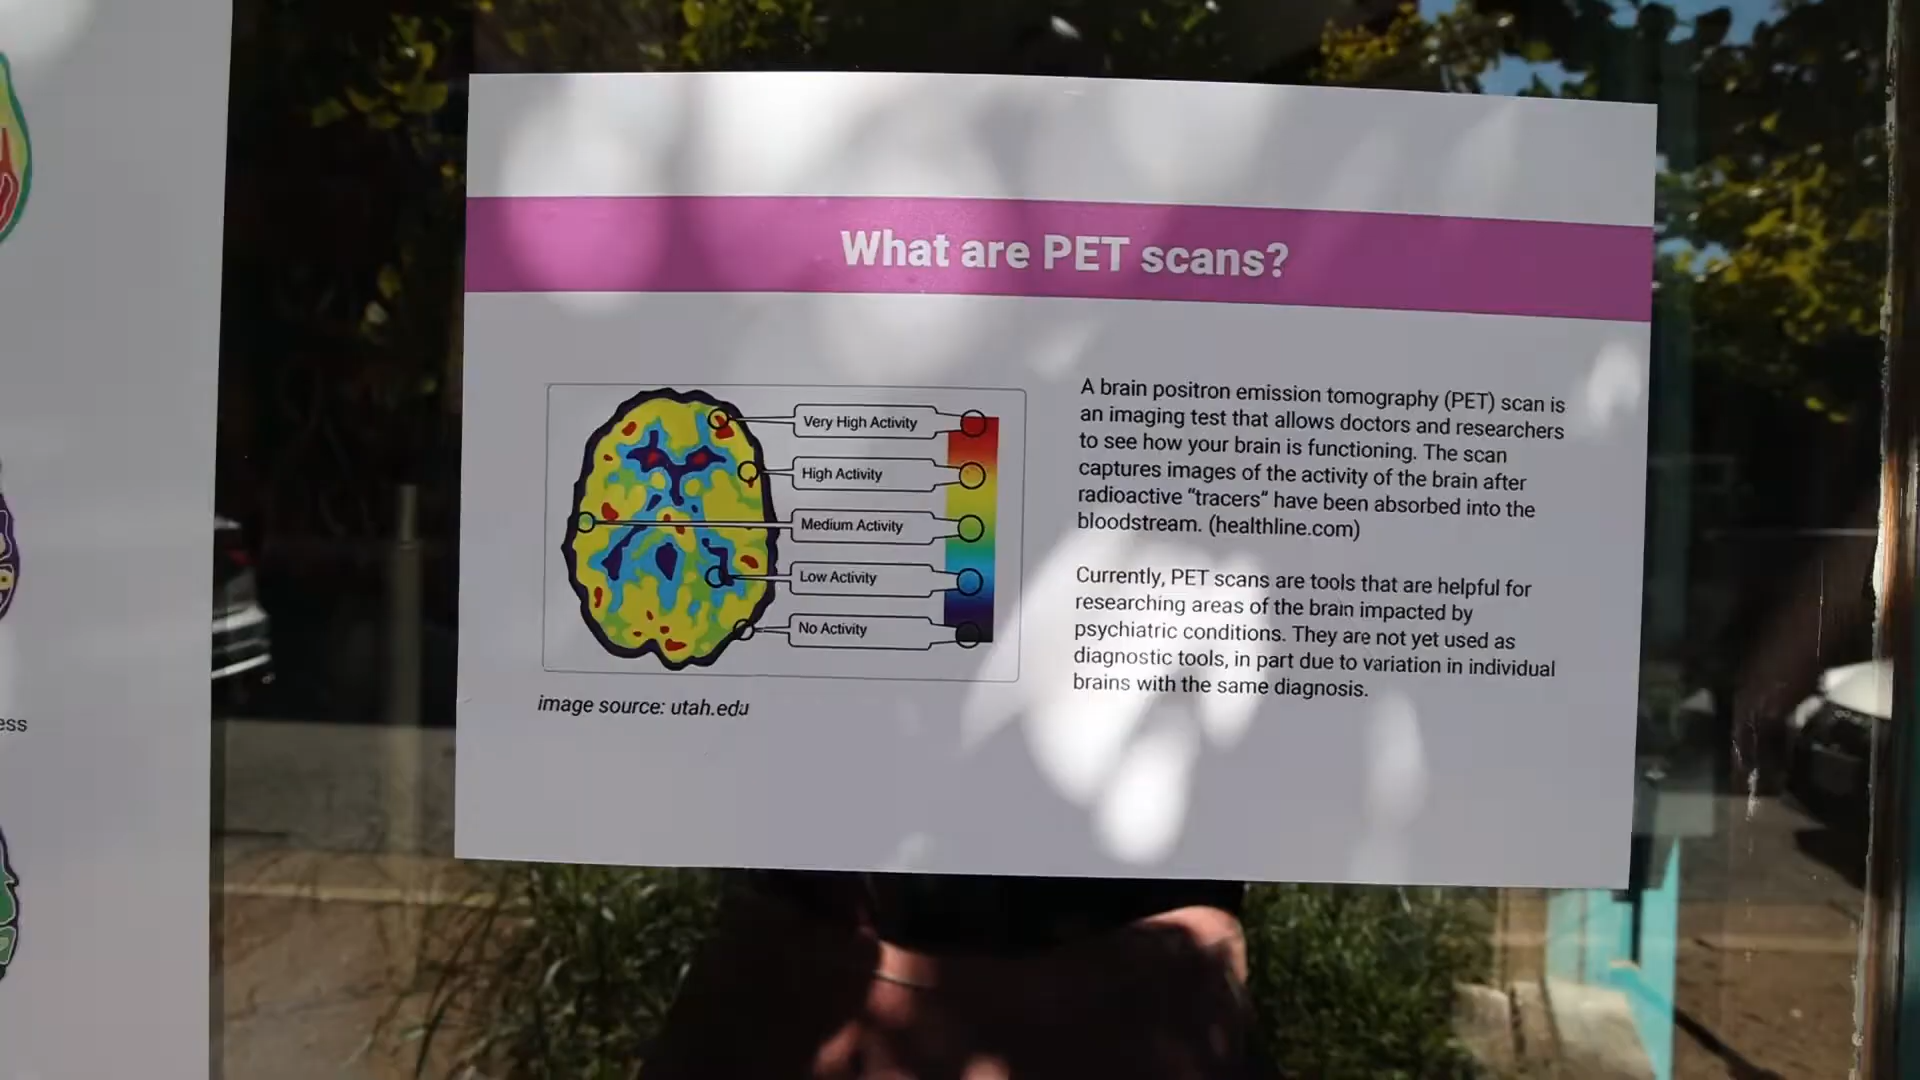 What are PET scans?
Very High Activity
High Activity
Medium Activity
Low Activity
No Activity
image source: utah.edu
A brain positron emission tomography (PET) scan is
an imaging test that allows doctors and researchers
to see how your brain is functioning. The scan
captures images of the activity of the brain after
radioactive "tracers" have been absorbed into the
bloodstream. (healthline.com)
Currently, PET scans are tools that are helpful for
researching areas of the brain impacted by
psychiatric conditions. They are not yet used as
diagnostic tools, in part due to variation in individual
brains with the same diagnosis.